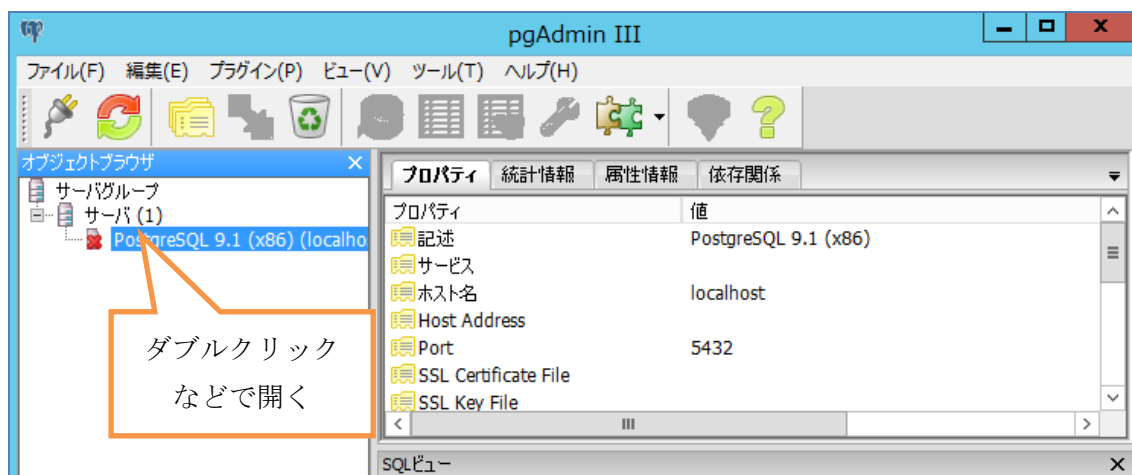 pgAdmin III
ファイル(F) 編集(E) プラグイン(P) ビュー(V) ツール(T) ヘルプ(H)
オブジェクトブラウザ
サーバグループ
サーバ (1)
PostgreSQL 9.1 (x86) (localho
ダブルクリック
などで開く
プロパティ 統計情報 属性情報 依存関係
プロパティ 値
記述 PostgreSQL 9.1 (x86)
サービス
ホスト名 localhost
Host Address
Port 5432
SSL Certificate File
SSL Key File
SQLビュー